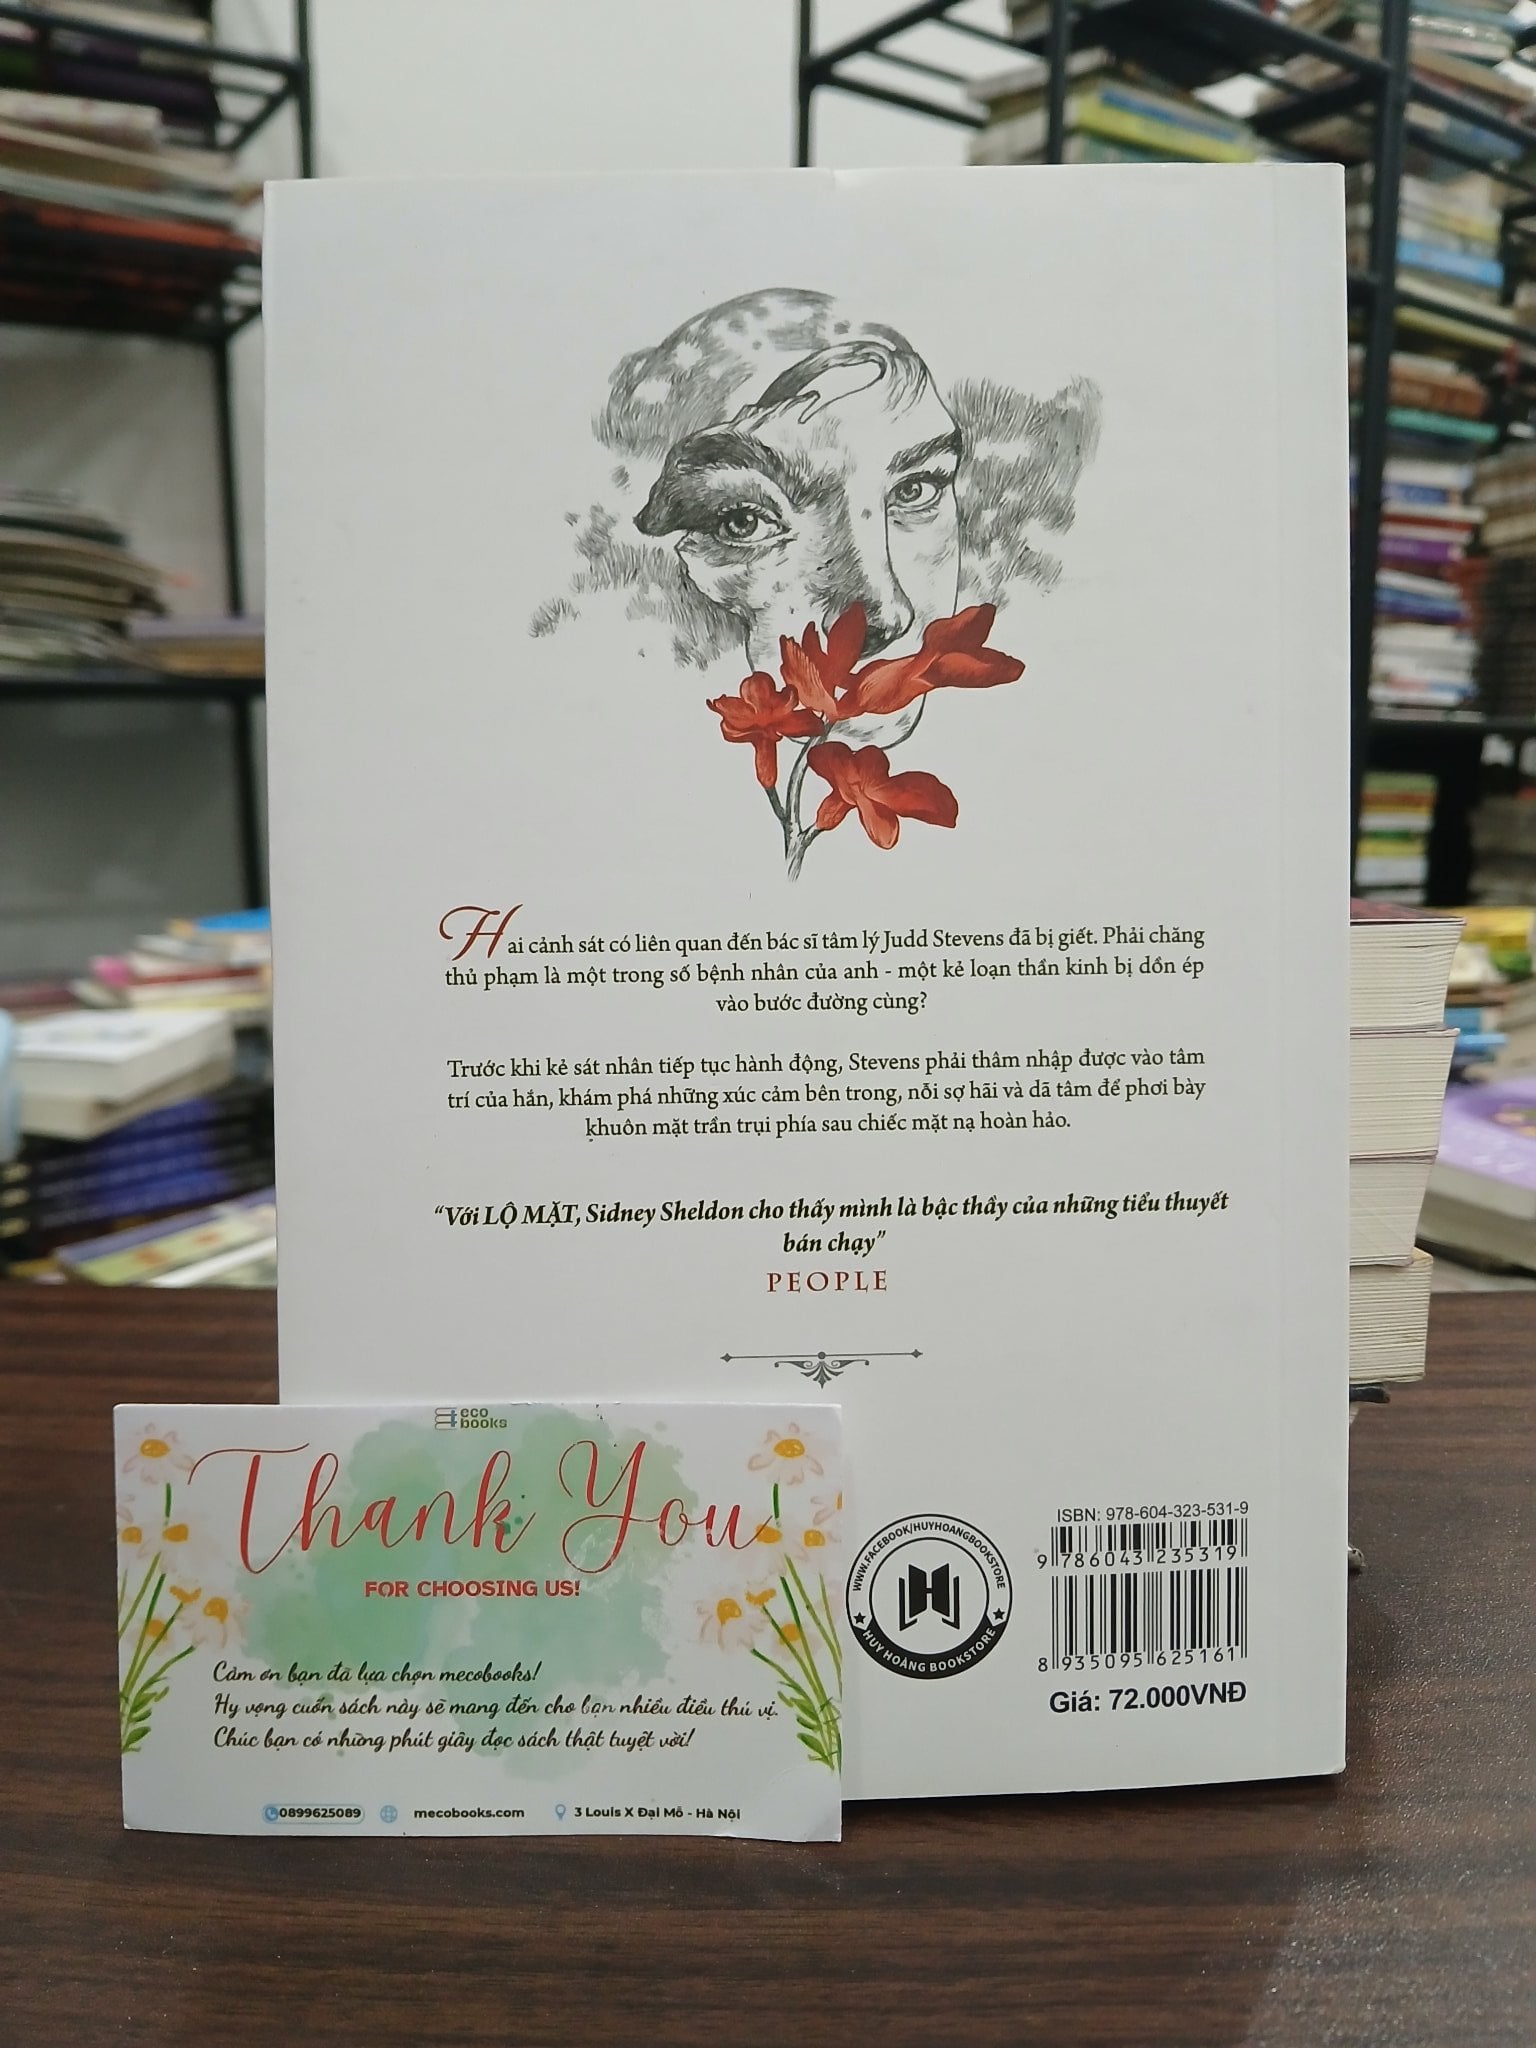 Hai cảnh sát có liên quan đến bác sĩ tâm lý Judd Stevens đã bị giết. Phải chăng
thủ phạm là một trong số bệnh nhân của anh - một kẻ loạn thần kinh bị dồn ép
vào bước đường cùng?
Trước khi kẻ sát nhân tiếp tục hành động, Stevens phải thâm nhập được vào tâm
trí của hắn, khám phá những xúc cảm bên trong, nỗi sợ hãi và dã tâm để phơi bày
khuôn mặt trần trụi phía sau chiếc mặt nạ hoàn hảo.
“Với LỘ MẶT, Sidney Sheldon cho thấy mình là bậc thầy của những tiểu thuyết
bán chạy”
PEOPLE
eco
books
Thank You
FOR CHOOSING US!
Cảm ơn bạn đã lựa chọn mecobooks!
Hy vọng cuốn sách này sẽ mang đến cho bạn nhiều điều thú vị.
Chúc bạn có những phút giây đọc sách thật tuyệt vời!
0899625089 mecobooks.com 3 Louis X Đại Mỗ - Hà Nội
WWW.FACEBOOK/HUYHOANGBOOKSTORE
HUY HOÀNG BOOKSTORE
ISBN: 978-604-323-531-9
9 786043 235319
8 935095 625161
Giá: 72.000VNĐ